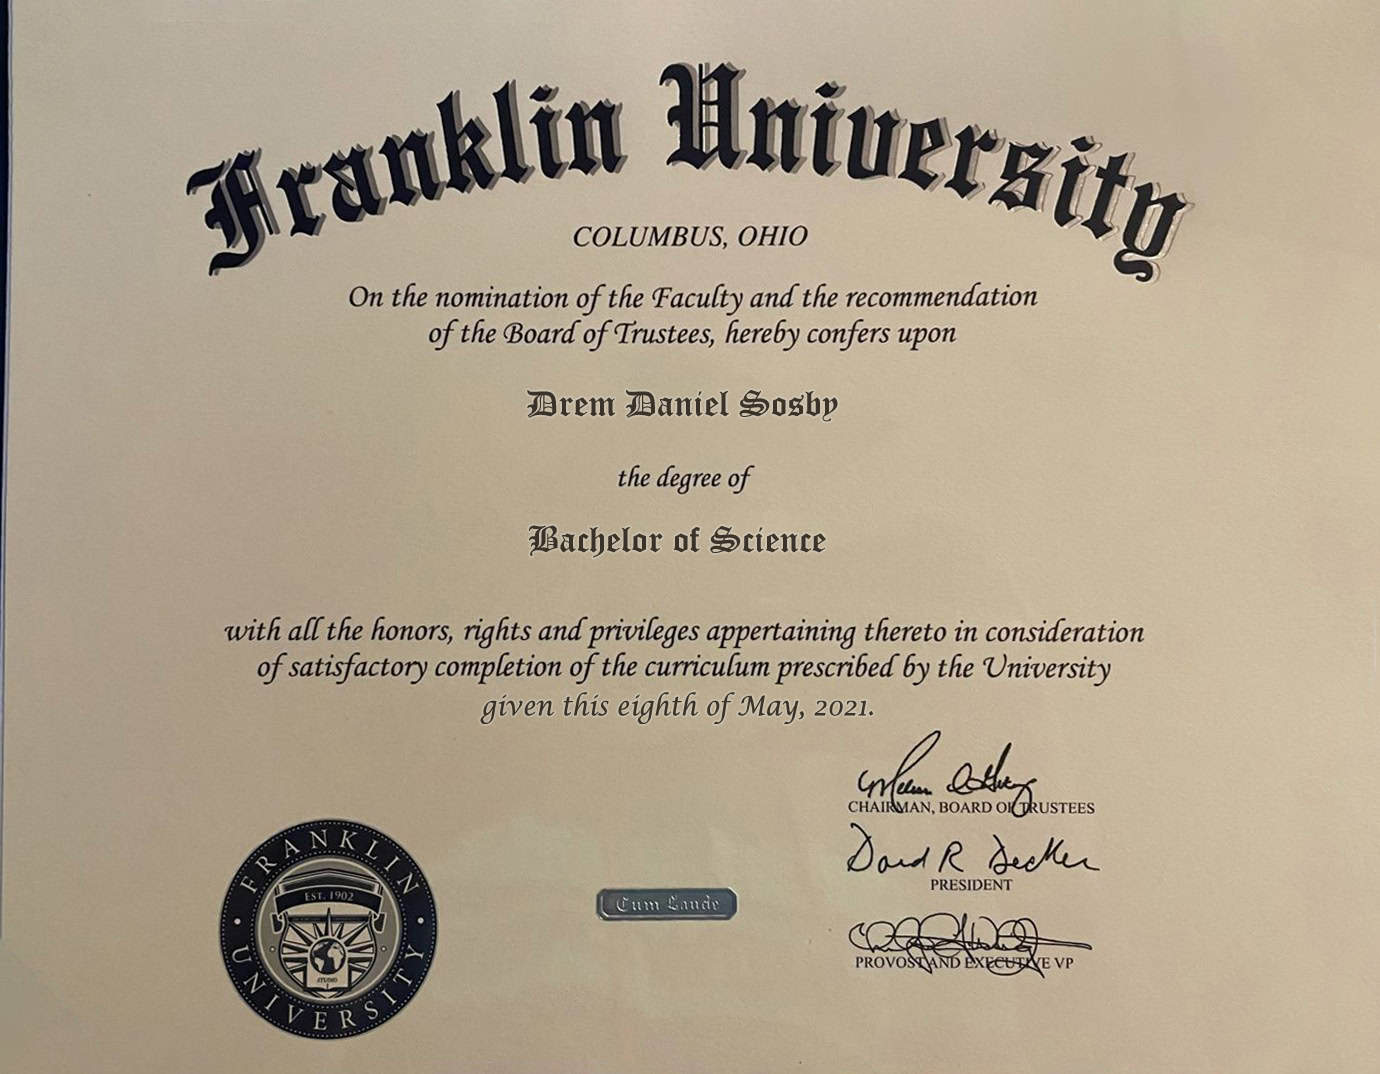 Franklin University
COLUMBUS, OHIO
On the nomination of the Faculty and the recommendation
of the Board of Trustees, hereby confers upon
Drem Daniel Sosby
the degree of
Bachelor of Science
with all the honors, rights and privileges appertaining thereto in consideration
of satisfactory completion of the curriculum prescribed by the University
given this eighth of May, 2021.
CHAIRMAN, BOARD OF TRUSTEES
PRESIDENT
PROVOST AND EXECUTIVE VP
Cum Laude
FRANKLIN
EST. 1902
UNIVERSITY